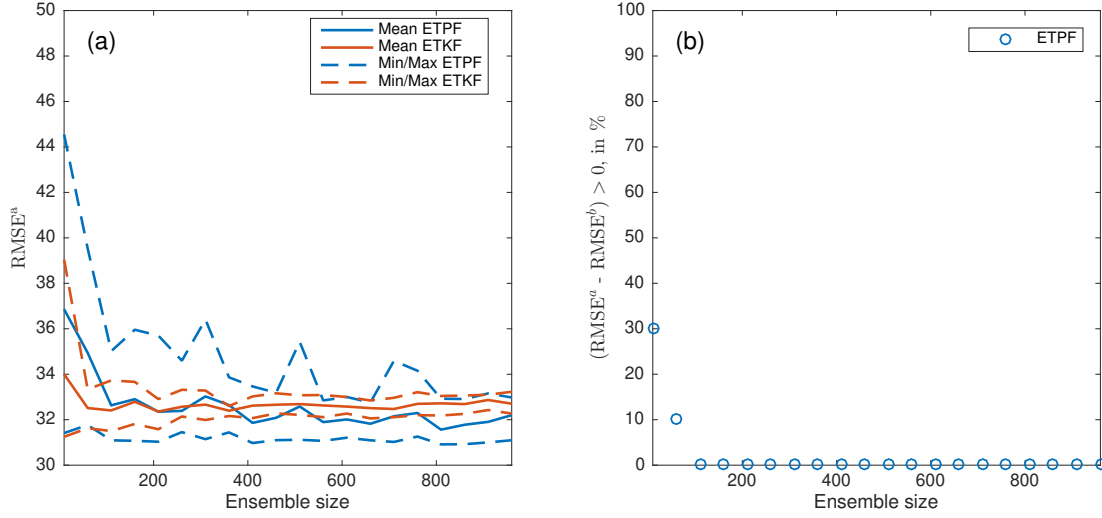 (a)
Mean ETPF
Mean ETKF
Min/Max ETPF
Min/Max ETKF
RMSE^a
50
48
46
44
42
40
38
36
34
32
30
200
400
600
800
Ensemble size
(b)
ETPF
(RMSE^a - RMSE^b) > 0, in %
100
90
80
70
60
50
40
30
20
10
0
200
400
600
800
Ensemble size